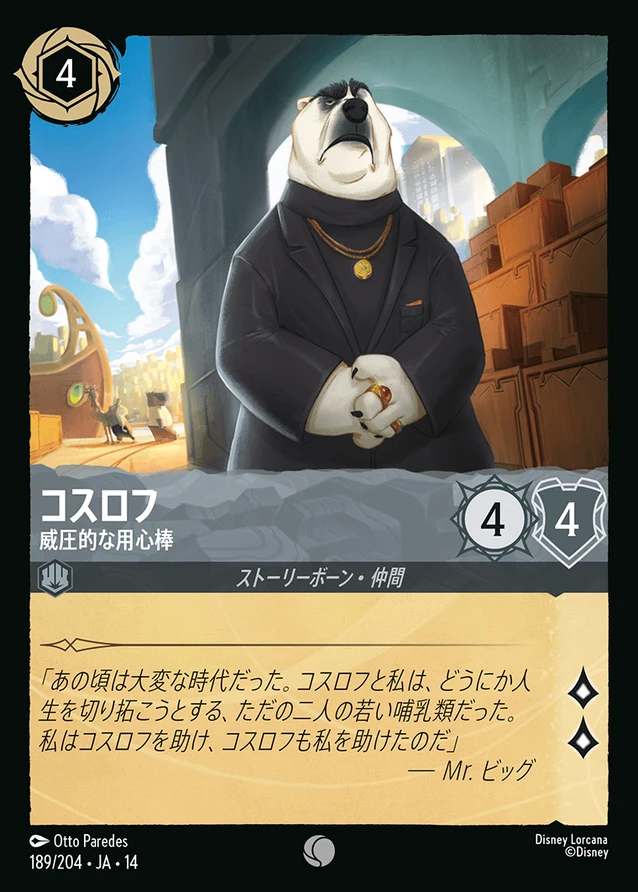 4
コスロフ
威圧的な用心棒
4
4
ストーリーボーン・仲間
「あの頃は大変な時代だった。コスロフと私は、どうにか人
生を切り拓こうとする、ただの二人の若い哺乳類だった。
私はコスロフを助け、コスロフも私を助けたのだ」
— Mr. ビッグ
Otto Paredes
189/204 • JA • 14
Disney Lorcana
©Disney